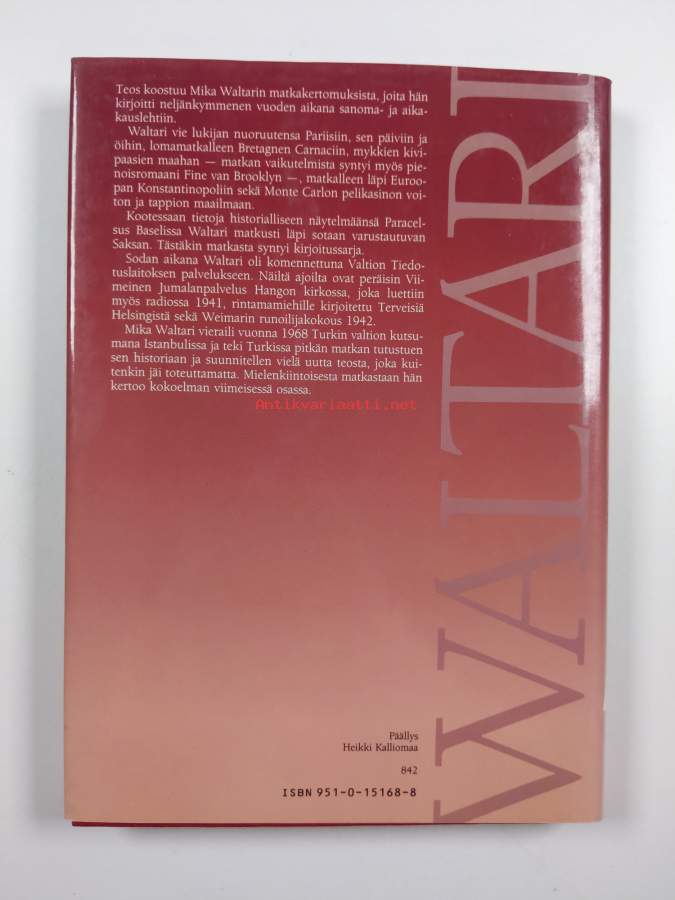 Teos koostuu Mika Waltarin matkakertomuksista, joita hän
kirjoitti neljänkymmenen vuoden aikana sanoma- ja aika-
kauslehtiin.
Waltari vie lukijan nuoruutensa Pariisiin, sen päiviin ja
öihin, lomamatkalleen Bretagnen Carnaciin, mykkien kivi-
paasien maahan — matkan vaikutelmista syntyi myös pie-
noisromaani Fine van Brooklyn —, matkalleen läpi Euroo-
pan Konstantinopoliin sekä Monte Carlon pelikasinon voi-
ton ja tappion maailmaan.
Kootessaan tietoja historialliseen näytelmäänsä Paracel-
sus Baselissa Waltari matkusti läpi sotaan varustautuvan
Saksan. Tästäkin matkasta syntyi kirjoitussarja.
Sodan aikana Waltari oli komennettuna Valtion Tiedo-
tuslaitoksen palvelukseen. Näiltä ajoilta ovat peräisin Vii-
meinen Jumalanpalvelus Hangon kirkossa, joka luettiin
myös radiossa 1941, rintamamiehille kirjoitettu Terveisiä
Helsingistä sekä Weimarin runoilijakokous 1942.
Mika Waltari vieraili vuonna 1968 Turkin valtion kutsu-
mana Istanbulissa ja teki Turkissa pitkän matkan tutustuen
sen historiaan ja suunnitellen vielä uutta teosta, joka kui-
tenkin jäi toteuttamatta. Mielenkiintoisesta matkastaan hän
kertoo kokoelman viimeisessä osassa.
Antikvariaatti.net
WALTARI
Päällys
Heikki Kalliomaa
842
ISBN 951-0-15168-8